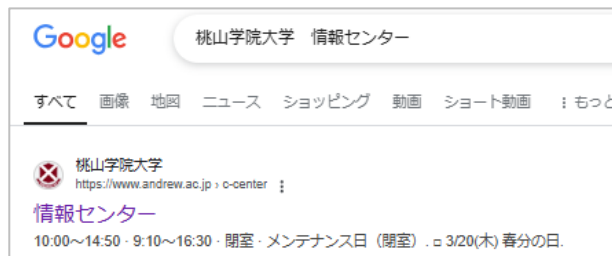 Google 桃山学院大学　情報センター
すべて 画像 地図 ニュース ショッピング 動画 ショート動画 ⋮ もっと
桃山学院大学
https://www.andrew.ac.jp › c-center ⋮
情報センター
10:00～14:50 · 9:10～16:30 · 閉室 · メンテナンス日（閉室）. □ 3/20(木) 春分の日.